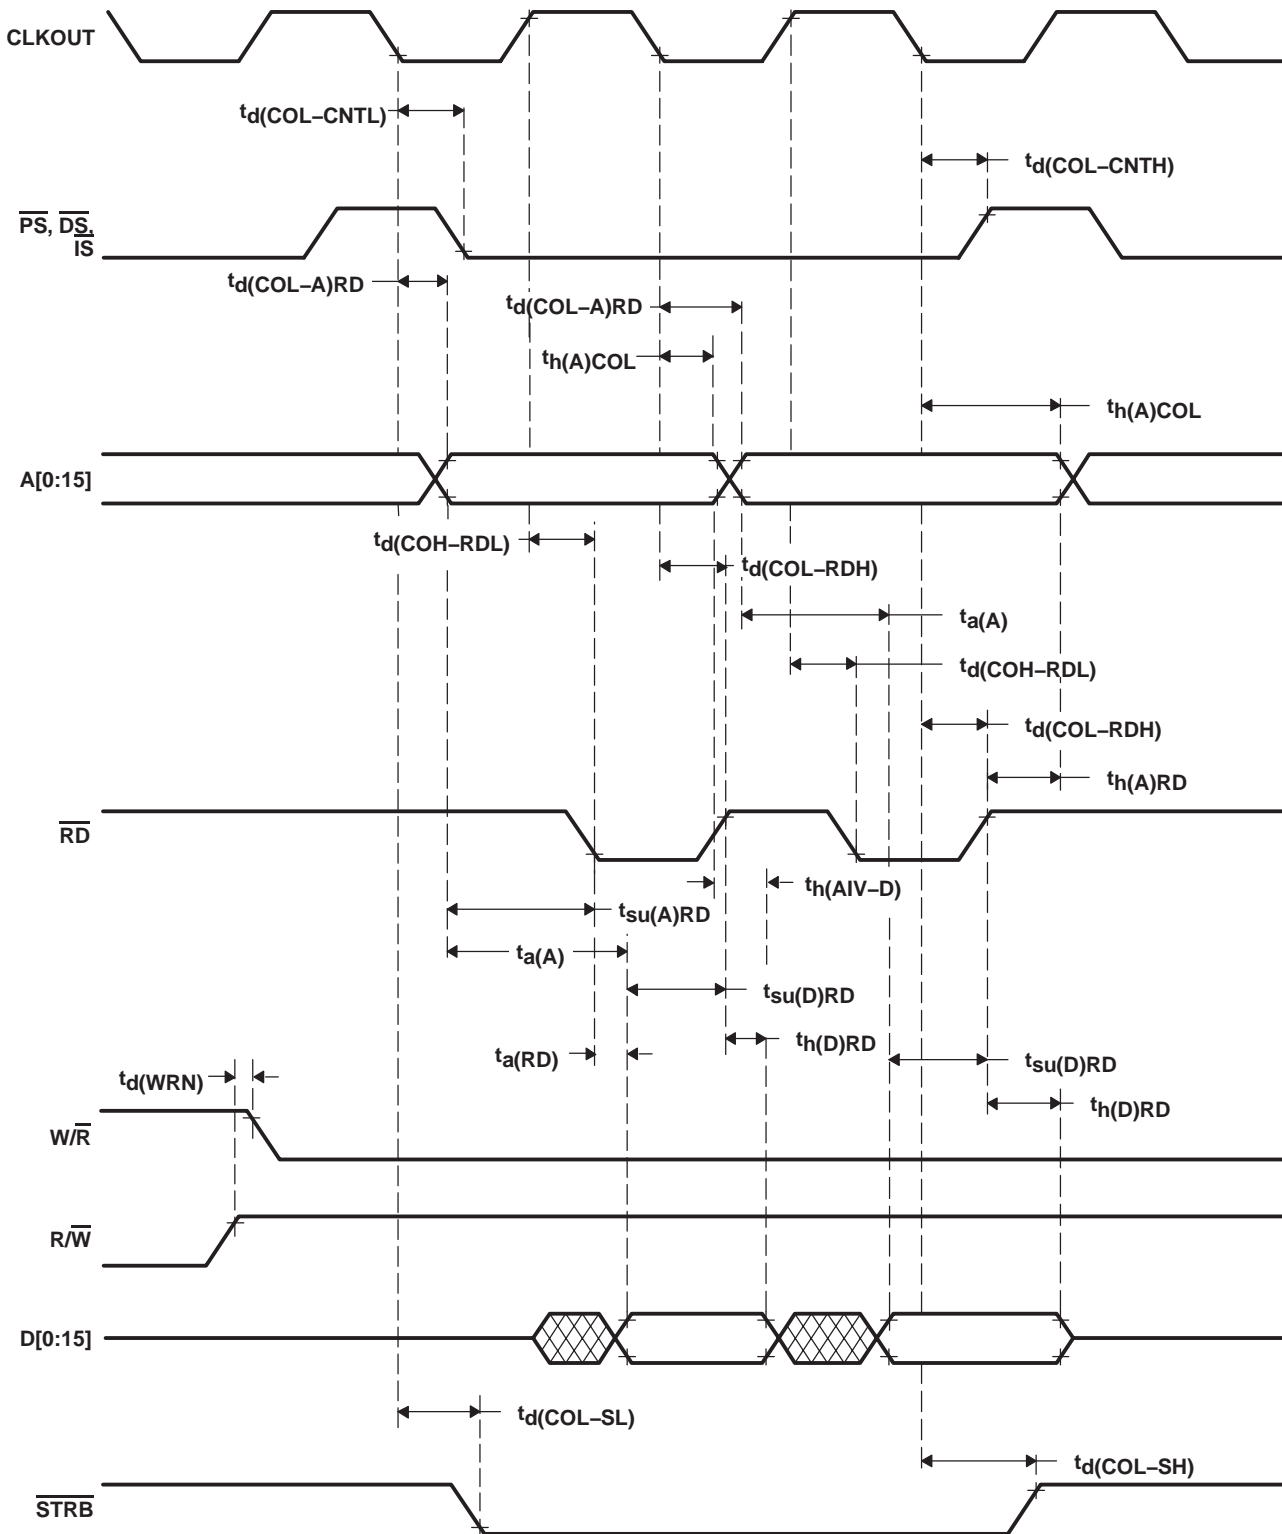 CLKOUT
td(COL–CNTL)
td(COL–CNTH)
PS, DS,
IS
td(COL–A)RD
td(COL–A)RD
th(A)COL
th(A)COL
A[0:15]
td(COH–RDL)
td(COL–RDH)
ta(A)
td(COH–RDL)
td(COL–RDH)
th(A)RD
RD
th(AIV–D)
tsu(A)RD
ta(A)
tsu(D)RD
th(D)RD
ta(RD)
tsu(D)RD
td(WRN)
th(D)RD
W/R
R/W
D[0:15]
td(COL–SL)
td(COL–SH)
STRB